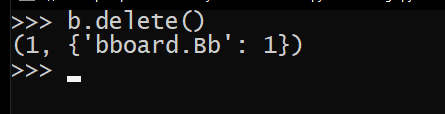 >>> b.delete()
(1, {'bboard.Bb': 1})
>>>